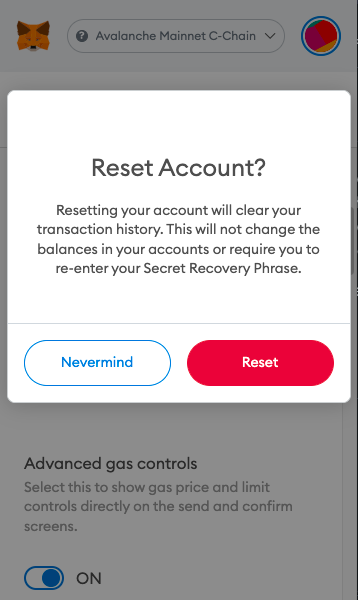 Avalanche Mainnet C-Chain
Reset Account?
Resetting your account will clear your
transaction history. This will not change the
balances in your accounts or require you to
re-enter your Secret Recovery Phrase.
Nevermind
Reset
Advanced gas controls
Select this to show gas price and limit
controls directly on the send and confirm
screens.
ON